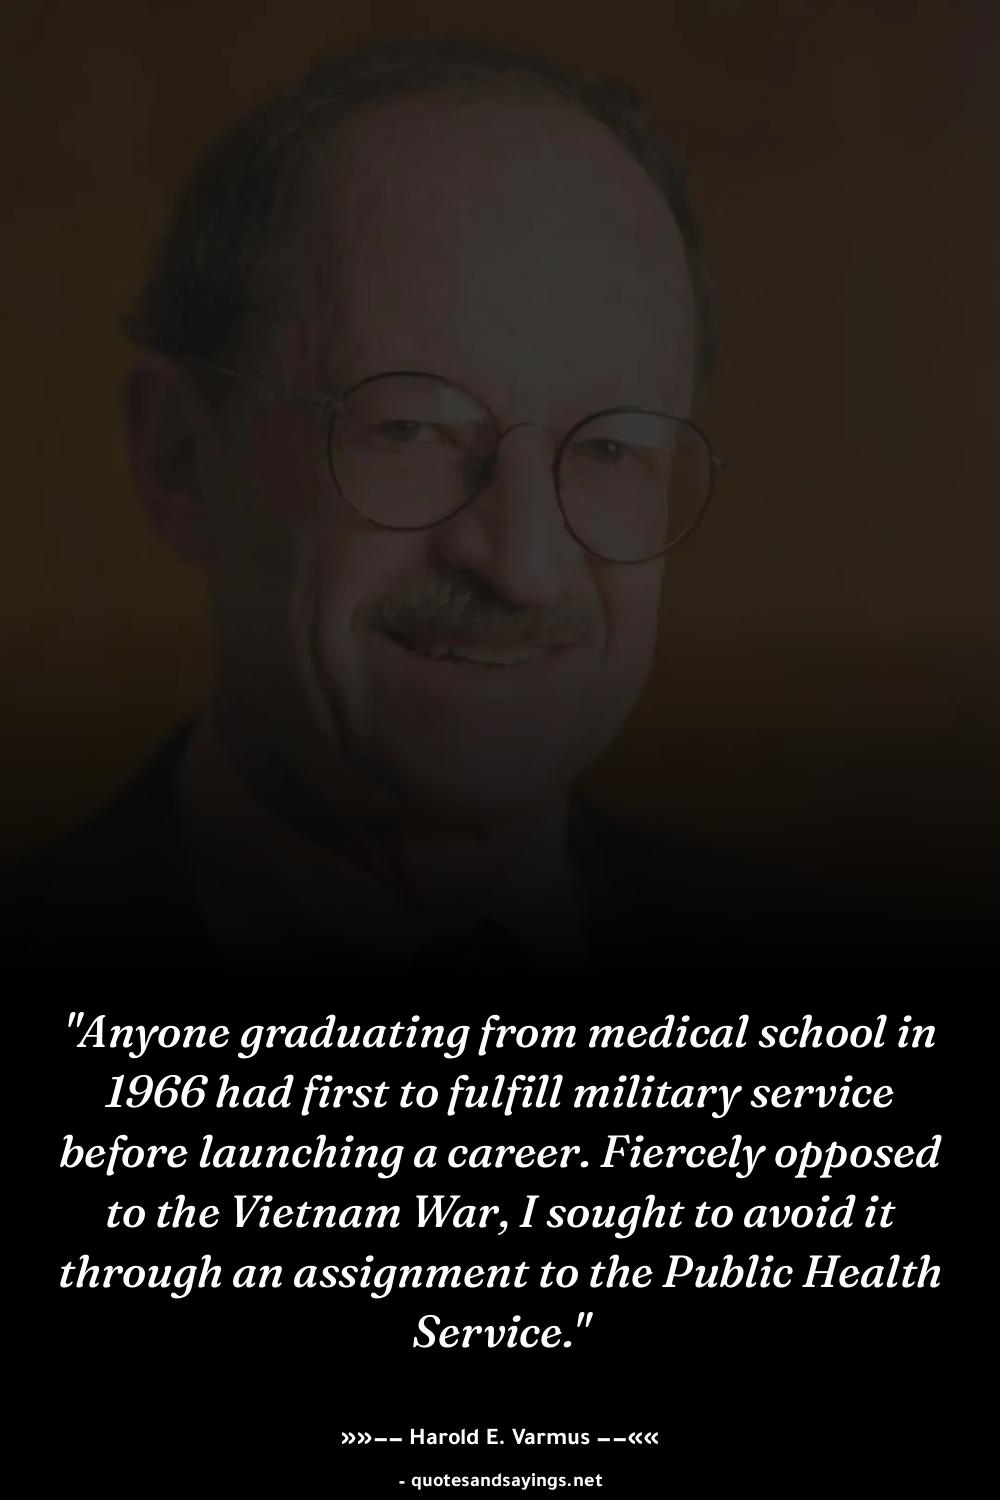 "Anyone graduating from medical school in
1966 had first to fulfill military service
before launching a career. Fiercely opposed
to the Vietnam War, I sought to avoid it
through an assignment to the Public Health
Service."
»»−− Harold E. Varmus −−««
- quotesandsayings.net